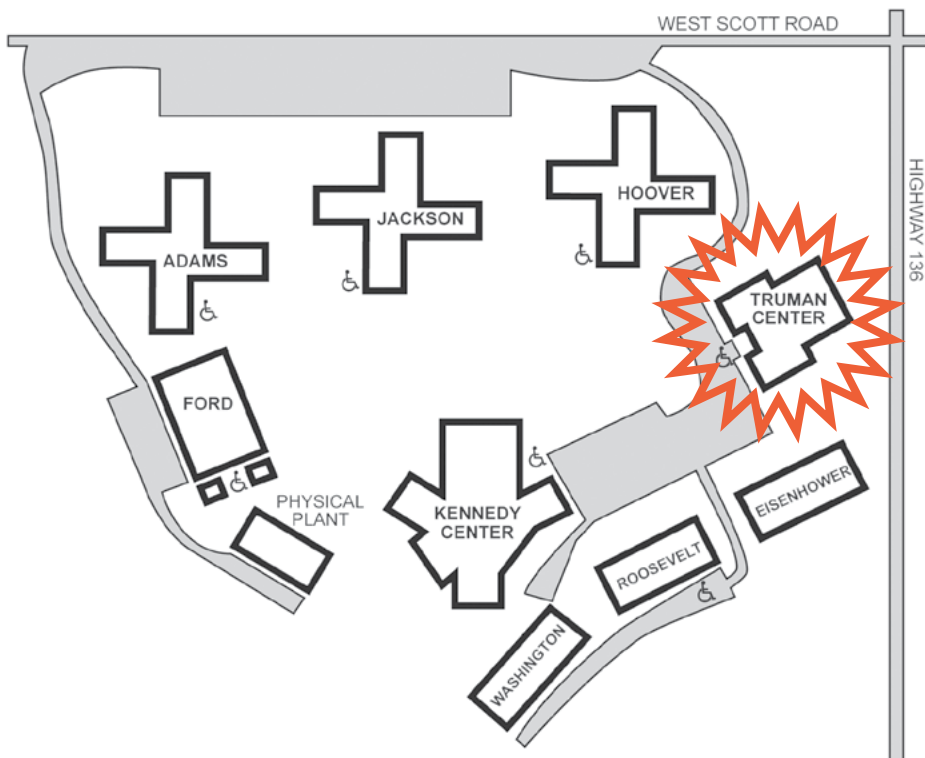 WEST SCOTT ROAD
HIGHWAY 136
HOOVER
JACKSON
ADAMS
TRUMAN
CENTER
FORD
PHYSICAL
PLANT
KENNEDY
CENTER
EISENHOWER
ROOSEVELT
WASHINGTON